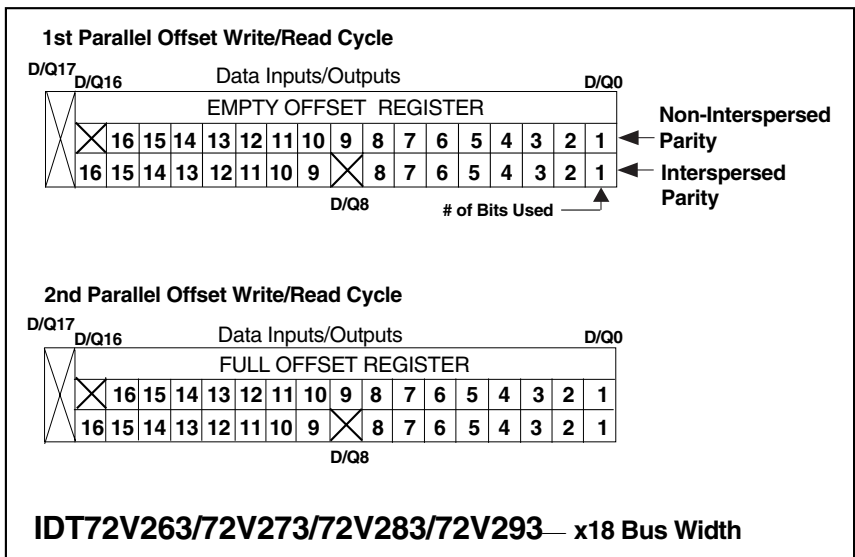 1st Parallel Offset Write/Read Cycle
D/Q17
D/Q16 Data Inputs/Outputs D/Q0
EMPTY OFFSET REGISTER
16 15 14 13 12 11 10 9 8 7 6 5 4 3 2 1
Non-Interspersed
Parity
16 15 14 13 12 11 10 9 8 7 6 5 4 3 2 1
Interspersed
Parity
D/Q8
# of Bits Used
2nd Parallel Offset Write/Read Cycle
D/Q17
D/Q16 Data Inputs/Outputs D/Q0
FULL OFFSET REGISTER
16 15 14 13 12 11 10 9 8 7 6 5 4 3 2 1
16 15 14 13 12 11 10 9 8 7 6 5 4 3 2 1
D/Q8
IDT72V263/72V273/72V283/72V293 — x18 Bus Width